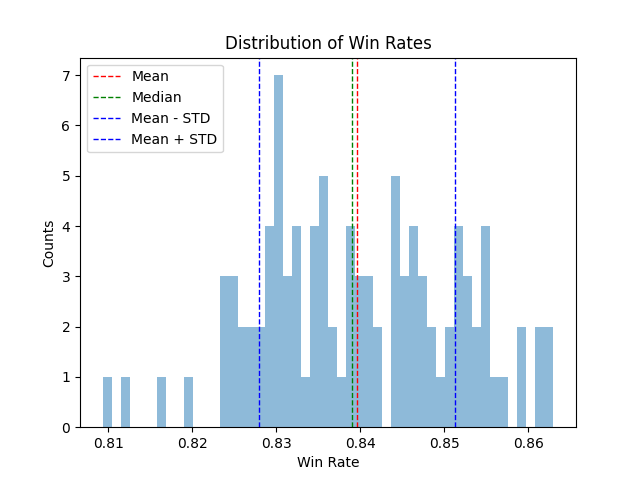 Distribution of Win Rates
Mean
Median
Mean - STD
Mean + STD
7
6
5
4
3
2
1
0
Counts
0.81 0.82 0.83 0.84 0.85 0.86
Win Rate